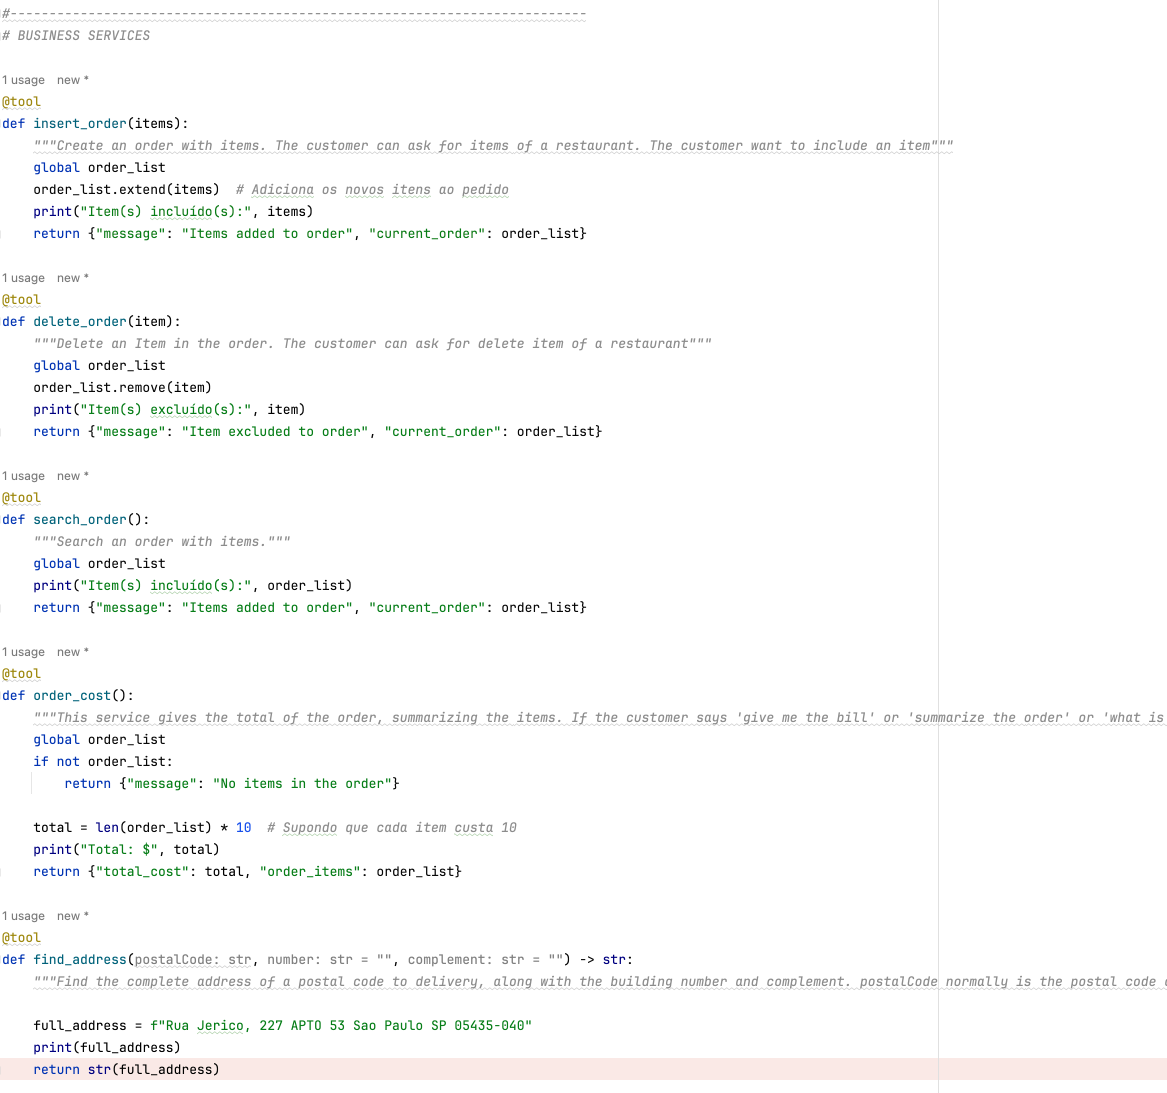 #--------------------------------------------------------------------------
# BUSINESS SERVICES
1 usage new *
@tool
def insert_order(items):
    """Create an order with items. The customer can ask for items of a restaurant. The customer want to include an item"""
    global order_list
    order_list.extend(items)  # Adiciona os novos itens ao pedido
    print("Item(s) incluído(s):", items)
    return {"message": "Items added to order", "current_order": order_list}
1 usage new *
@tool
def delete_order(item):
    """Delete an Item in the order. The customer can ask for delete item of a restaurant"""
    global order_list
    order_list.remove(item)
    print("Item(s) excluído(s):", item)
    return {"message": "Item excluded to order", "current_order": order_list}
1 usage new *
@tool
def search_order():
    """Search an order with items."""
    global order_list
    print("Item(s) incluído(s):", order_list)
    return {"message": "Items added to order", "current_order": order_list}
1 usage new *
@tool
def order_cost():
    """This service gives the total of the order, summarizing the items. If the customer says 'give me the bill' or 'summarize the order' or 'what is
    global order_list
    if not order_list:
        return {"message": "No items in the order"}
    total = len(order_list) * 10  # Supondo que cada item custa 10
    print("Total: $", total)
    return {"total_cost": total, "order_items": order_list}
1 usage new *
@tool
def find_address(postalCode: str, number: str = "", complement: str = "") -> str:
    """Find the complete address of a postal code to delivery, along with the building number and complement. postalCode normally is the postal code
    full_address = f"Rua Jerico, 227 APTO 53 Sao Paulo SP 05435-040"
    print(full_address)
    return str(full_address)